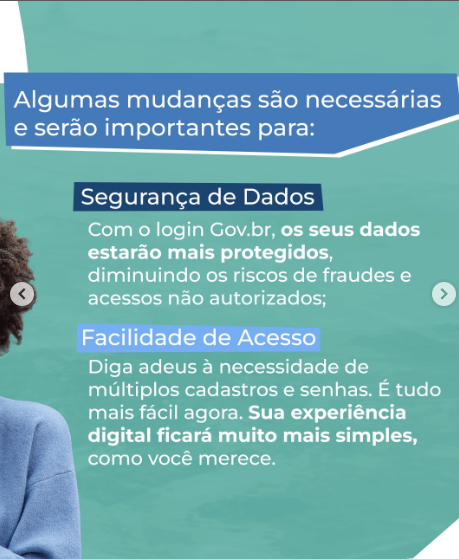 Algumas mudanças são necessárias
e serão importantes para:
Segurança de Dados
Com o login Gov.br, os seus dados
estarão mais protegidos,
diminuindo os riscos de fraudes e
acessos não autorizados;
Facilidade de Acesso
Diga adeus à necessidade de
múltiplos cadastros e senhas. É tudo
mais fácil agora. Sua experiência
digital ficará muito mais simples,
como você merece.